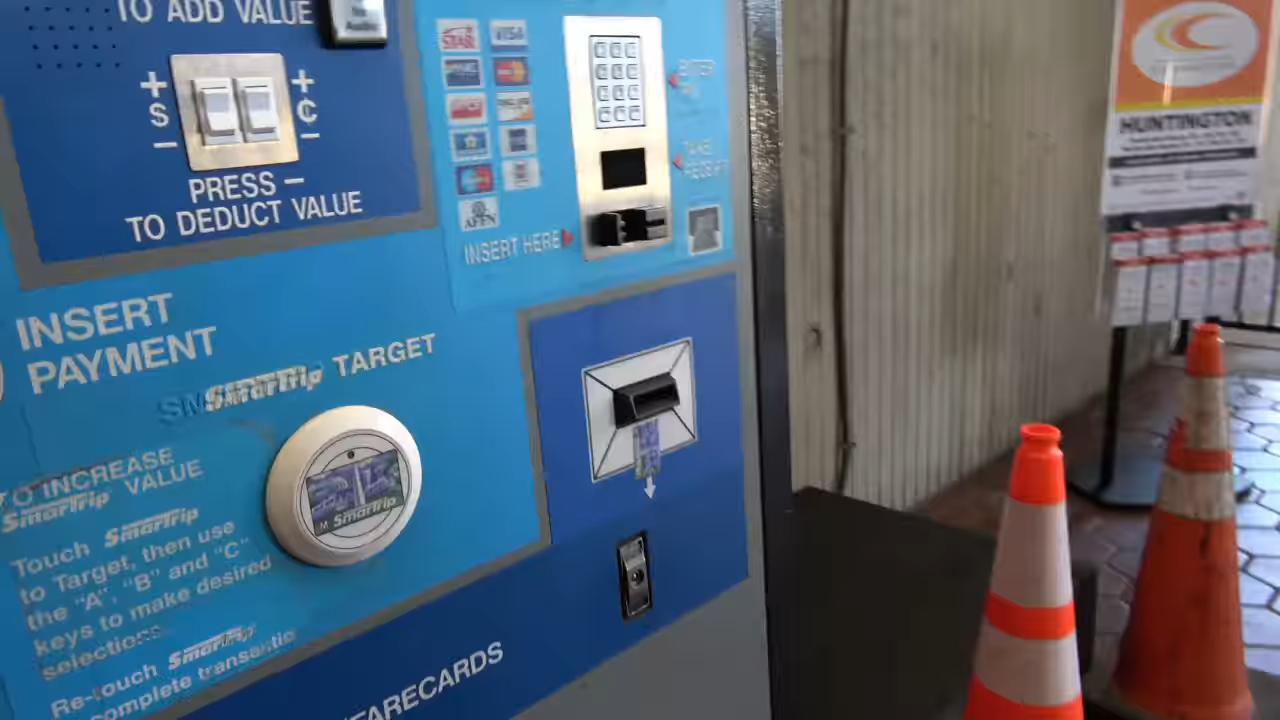 TO ADD VALUE
+ +
$ ¢
— —
PRESS —
TO DEDUCT VALUE
STAR
VISA
AFFN
ENTER
TAKE
RECEIPT
INSERT HERE
INSERT
PAYMENT
SmarTrip TARGET
SmarTrip
TO INCREASE
SmarTrip VALUE
Touch SmarTrip
to Target, then use
the “A”, “B” and “C”
keys to make desired
selections.
Re-touch SmarTrip
complete transactio
FARECARDS
HUNTINGTON